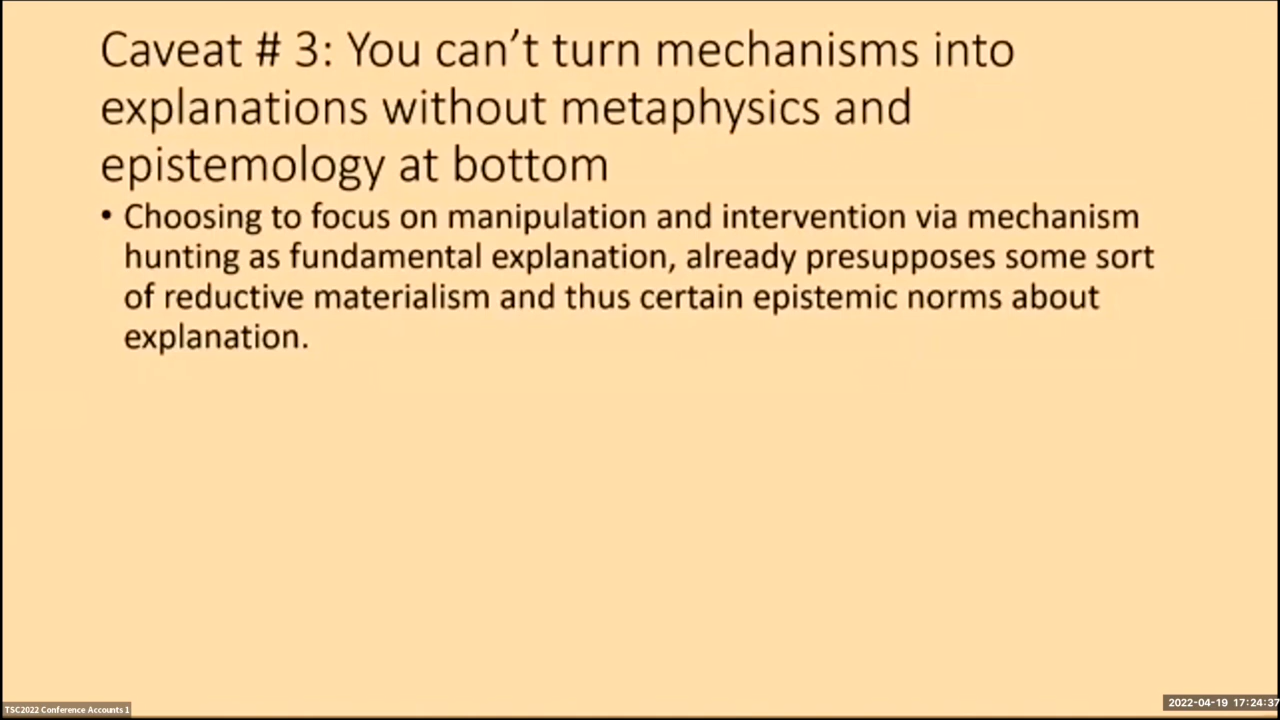 Caveat # 3: You can’t turn mechanisms into
explanations without metaphysics and
epistemology at bottom
• Choosing to focus on manipulation and intervention via mechanism
hunting as fundamental explanation, already presupposes some sort
of reductive materialism and thus certain epistemic norms about
explanation.
TSC2022 Conference Accounts 1
2022-04-19 17:24:37